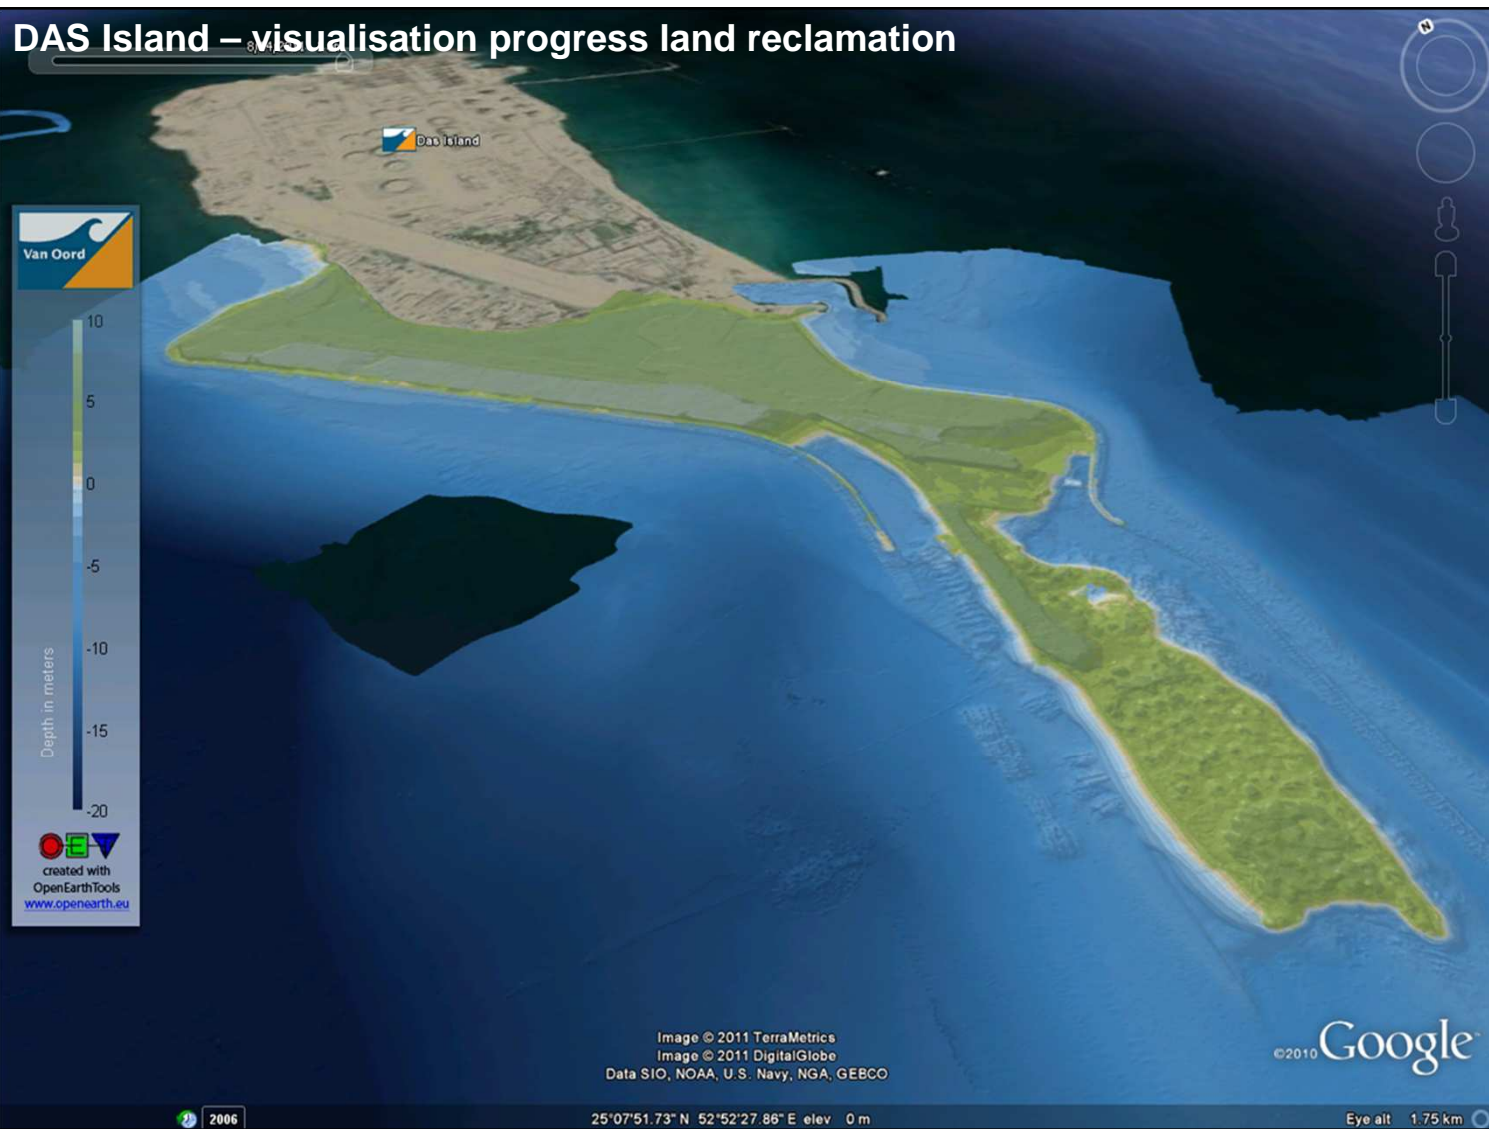 DAS Island – visualisation progress land reclamation
N
Das Island
Van Oord
10
5
0
-5
-10
-15
-20
Depth in meters
OET
created with
OpenEarthTools
www.openearth.eu
Image © 2011 TerraMetrics
Image © 2011 DigitalGlobe
Data SIO, NOAA, U.S. Navy, NGA, GEBCO
©2010 Google™
2006
25°07'51.73" N 52°52'27.86" E elev 0 m
Eye alt 1.75 km